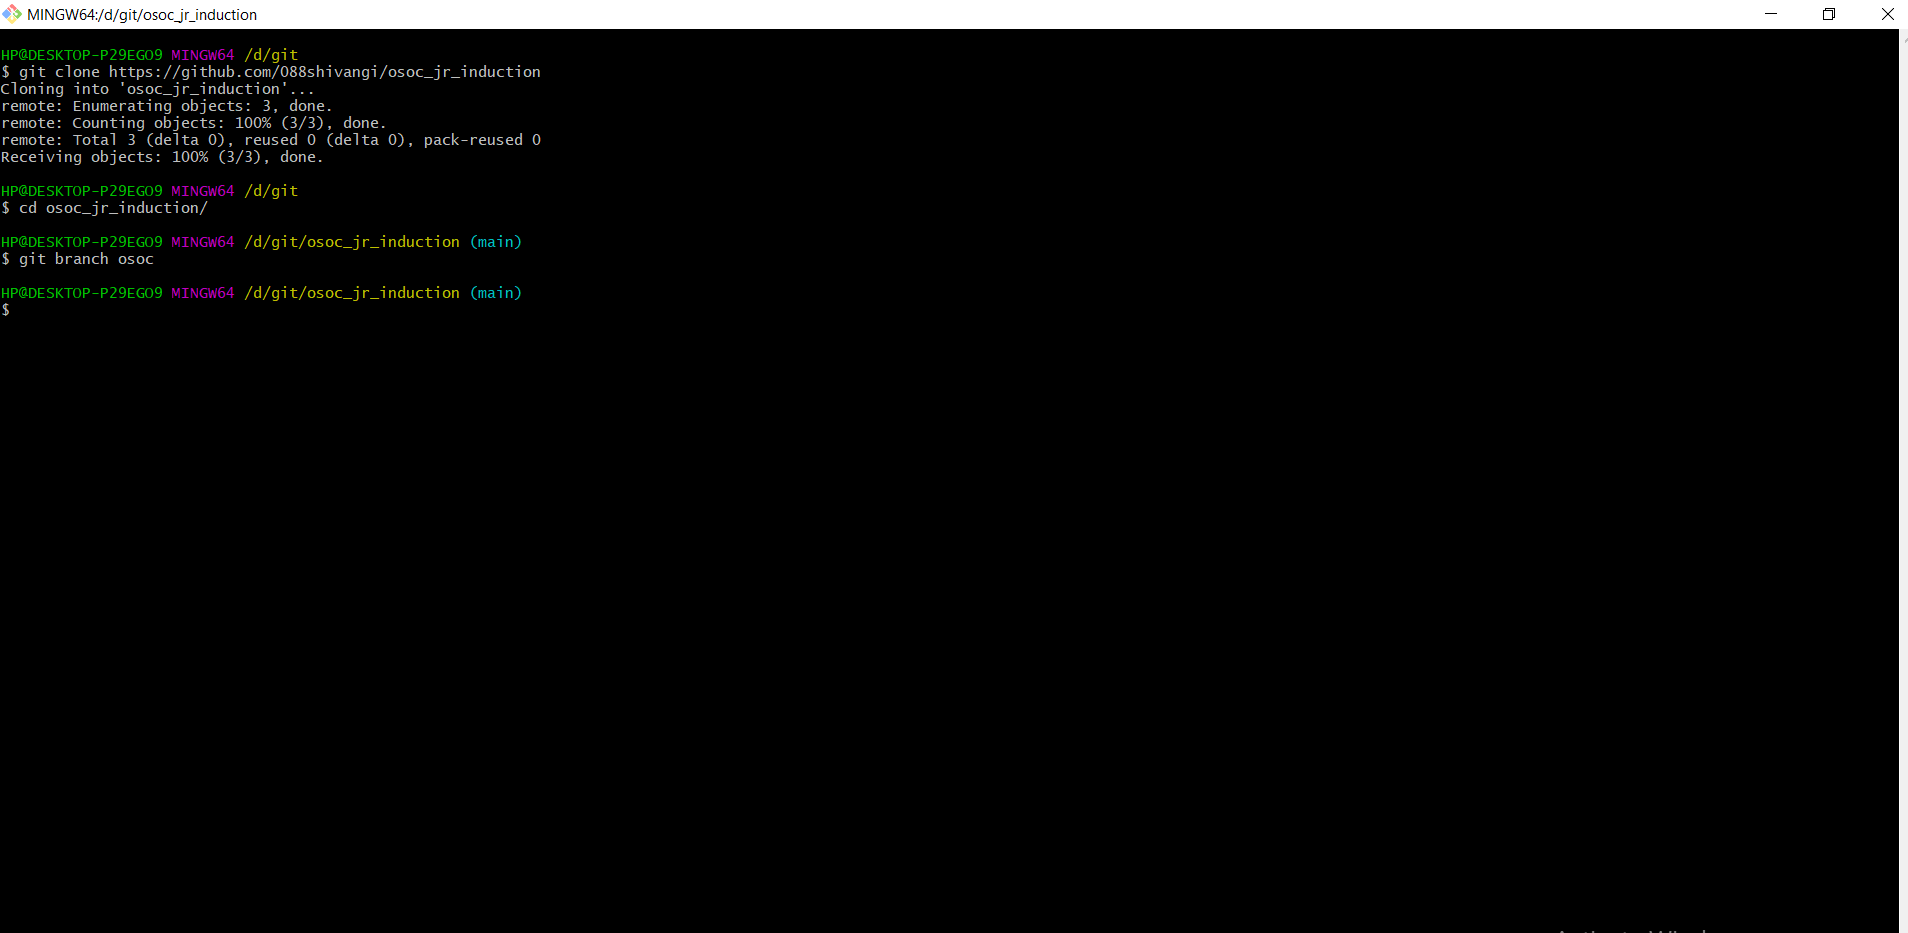 MINGW64:/d/git/osoc_jr_induction
HP@DESKTOP-P29EGO9 MINGW64 /d/git
$ git clone https://github.com/088shivangi/osoc_jr_induction
Cloning into 'osoc_jr_induction'...
remote: Enumerating objects: 3, done.
remote: Counting objects: 100% (3/3), done.
remote: Total 3 (delta 0), reused 0 (delta 0), pack-reused 0
Receiving objects: 100% (3/3), done.
HP@DESKTOP-P29EGO9 MINGW64 /d/git
$ cd osoc_jr_induction/
HP@DESKTOP-P29EGO9 MINGW64 /d/git/osoc_jr_induction (main)
$ git branch osoc
HP@DESKTOP-P29EGO9 MINGW64 /d/git/osoc_jr_induction (main)
$